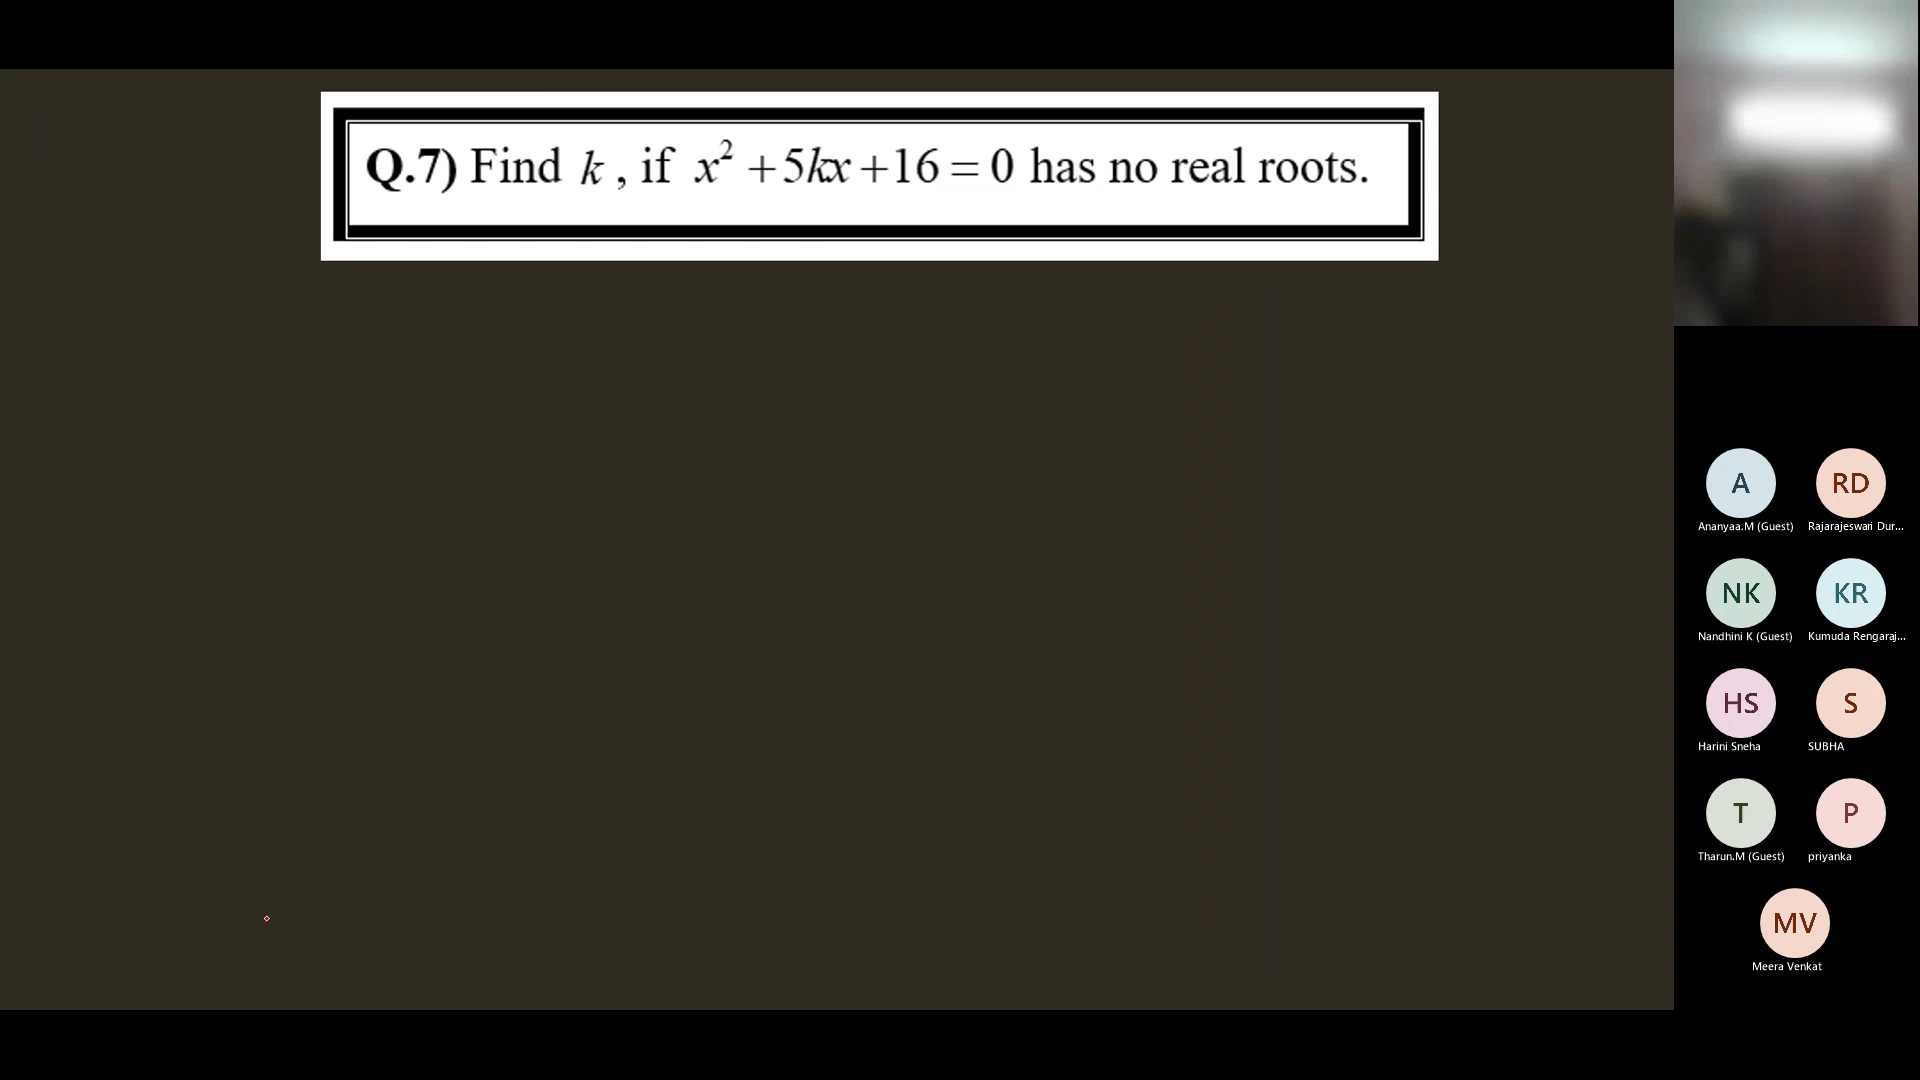 Q.7) Find k , if x² +5kx+16 = 0 has no real roots.
A
RD
Ananyaa.M (Guest)
Rajarajeswari Dur...
NK
KR
Nandhini K (Guest)
Kumuda Rengaraj...
HS
S
Harini Sneha
SUBHA
T
P
Tharun.M (Guest)
priyanka
MV
Meera Venkat